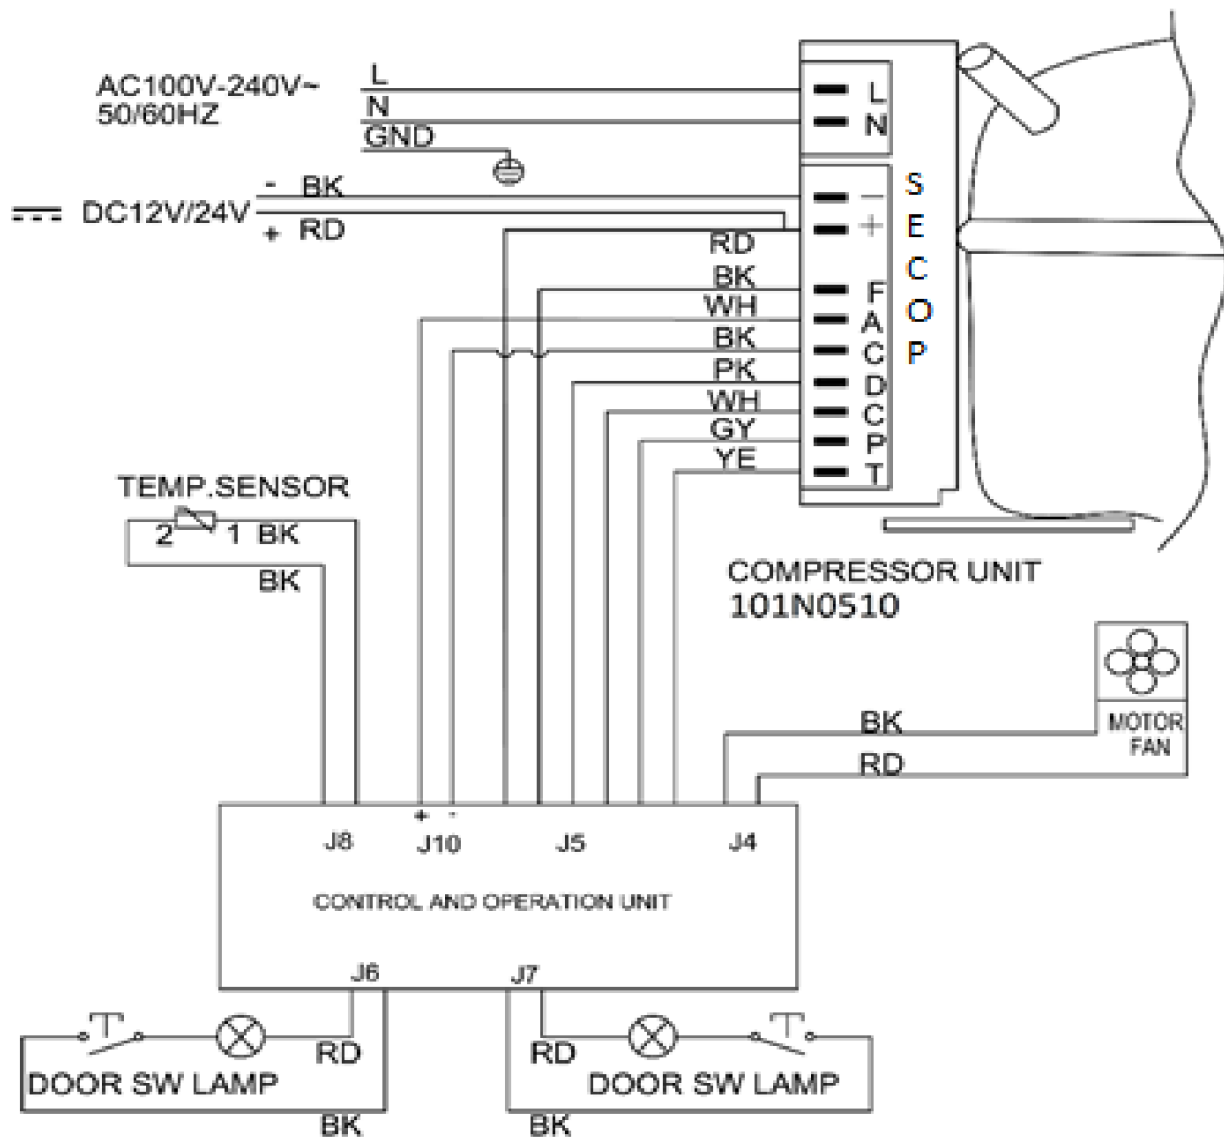 AC100V-240V~
50/60HZ
L
N
GND
L
N
- BK
DC12V/24V
+ RD
−
+
S
E
C
O
P
RD
BK
WH
BK
PK
WH
GY
YE
F
A
C
D
C
P
T
TEMP.SENSOR
2 1 BK
BK
COMPRESSOR UNIT
101N0510
BK
RD
MOTOR
FAN
+ -
J8
J10
J5
J4
CONTROL AND OPERATION UNIT
J6
J7
RD
RD
DOOR SW LAMP
DOOR SW LAMP
BK
BK